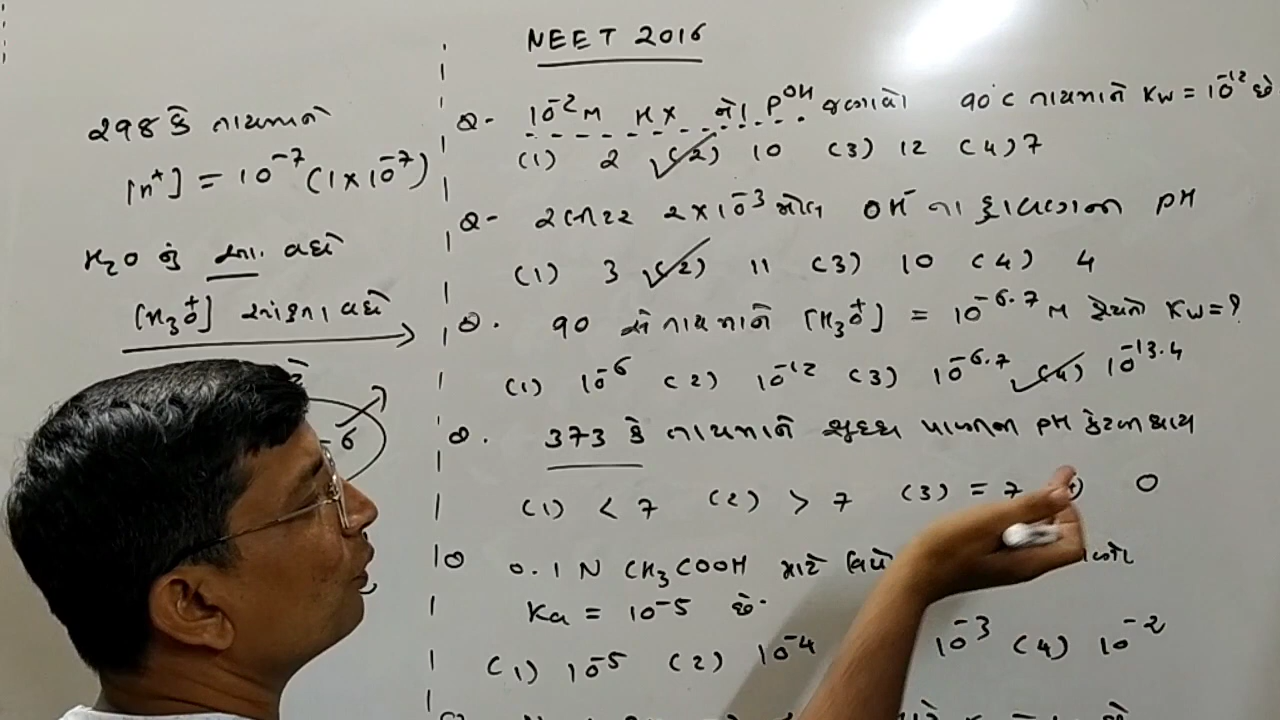 NEET 2016
298 કે તાપમાને
[H⁺] = 10⁻⁷ (1×10⁻⁷)
H₂O નું તા. વધે
[H₃O⁺] સાંદ્રતા વધે
Q- 10⁻² M HX નો pOH જણાવો 90°C તાપમાને Kw = 10⁻¹² છે
(1) 2 (2) 10 (3) 12 (4) 7
Q- 2 લીટર 2×10⁻³ મોલ OH⁻ ના દ્રાવણના pH
(1) 3 (2) 11 (3) 10 (4) 4
Q. 90 સે તાપમાને [H₃O⁺] = 10⁻⁶·⁷ M હોયતો Kw = ?
(1) 10⁻⁶ (2) 10⁻¹² (3) 10⁻⁶·⁷ (4) 10⁻¹³·⁴
Q. 373 કે તાપમાને શુદ્ધ પાણીના pH કેટલા થાય
(1) < 7 (2) > 7 (3) = 7 0
Q 0.1 N CH₃COOH માટે
Ka = 10⁻⁵ છે.
(1) 10⁻⁵ (2) 10⁻⁴ 10⁻³ (4) 10⁻²